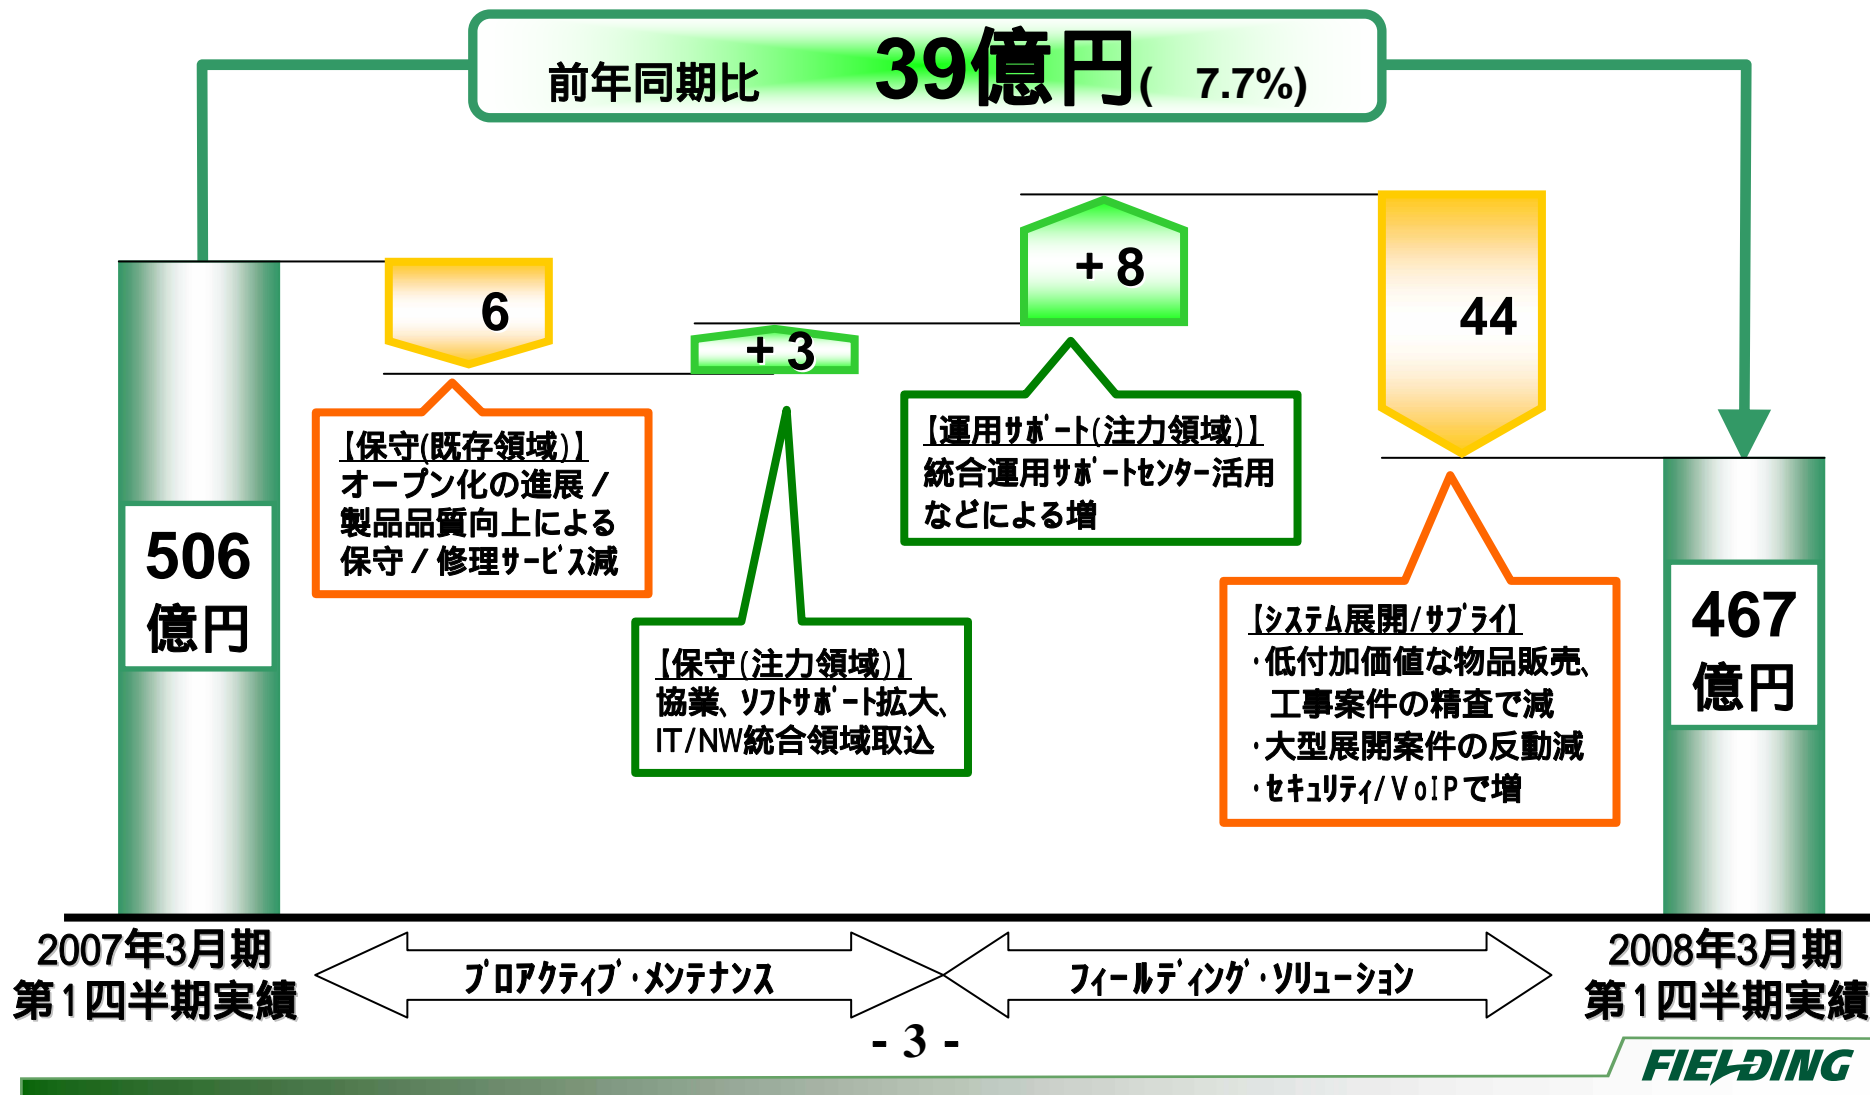 前年同期比 39億円( 7.7%)
6
+ 3
+ 8
44
506
億円
【保守(既存領域)】
オープン化の進展 /
製品品質向上による
保守 / 修理ｻｰﾋﾞｽ減
【保守(注力領域)】
協業、ｿﾌﾄｻﾎﾟｰﾄ拡大、
IT/NW統合領域取込
【運用ｻﾎﾟｰﾄ(注力領域)】
統合運用ｻﾎﾟｰﾄｾﾝﾀｰ活用
などによる増
【ｼｽﾃﾑ展開/ｻﾌﾟﾗｲ】
･低付加価値な物品販売、
工事案件の精査で減
･大型展開案件の反動減
･ｾｷｭﾘﾃｨ/VoIPで増
467
億円
2007年3月期
第1四半期実績
ﾌﾟﾛｱｸﾃｨﾌﾞ･ﾒﾝﾃﾅﾝｽ
ﾌｨｰﾙﾃﾞｨﾝｸﾞ･ｿﾘｭｰｼｮﾝ
2008年3月期
第1四半期実績
- 3 -
FIELDING